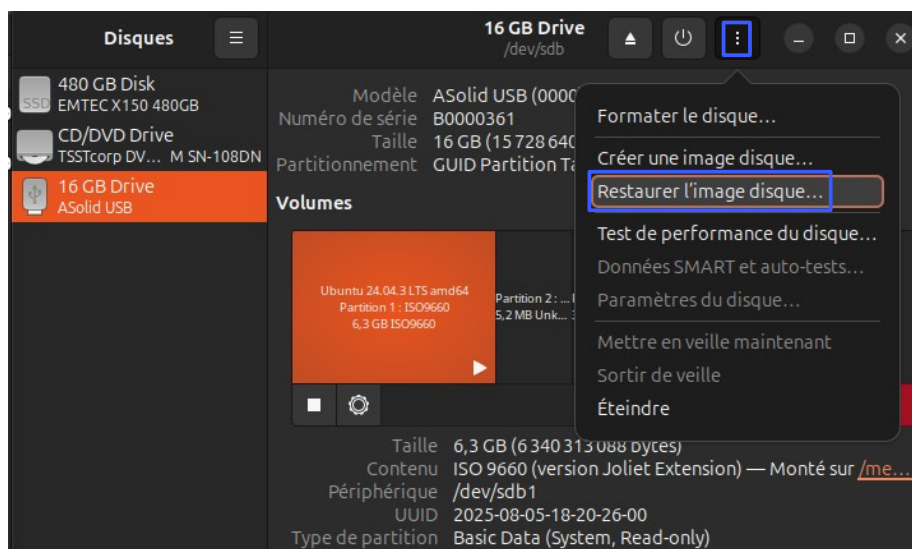 Disques
16 GB Drive
/dev/sdb
480 GB Disk
SSD
EMTEC X150 480GB
CD/DVD Drive
TSSTcorp DV... M SN-108DN
16 GB Drive
ASolid USB
Modèle ASolid USB (0000
Numéro de série B0000361
Taille 16 GB (15 728 640
Partitionnement GUID Partition Ta
Volumes
Ubuntu 24.04.3 LTS amd64
Partition 1 : ISO9660
6,3 GB ISO9660
Partition 2 : ...
5,2 MB Unk...
Formater le disque...
Créer une image disque...
Restaurer l’image disque...
Test de performance du disque...
Données SMART et auto-tests...
Paramètres du disque...
Mettre en veille maintenant
Sortir de veille
Éteindre
Taille 6,3 GB (6 340 313 088 bytes)
Contenu ISO 9660 (version Joliet Extension) — Monté sur /me...
Périphérique /dev/sdb1
UUID 2025-08-05-18-20-26-00
Type de partition Basic Data (System, Read-only)